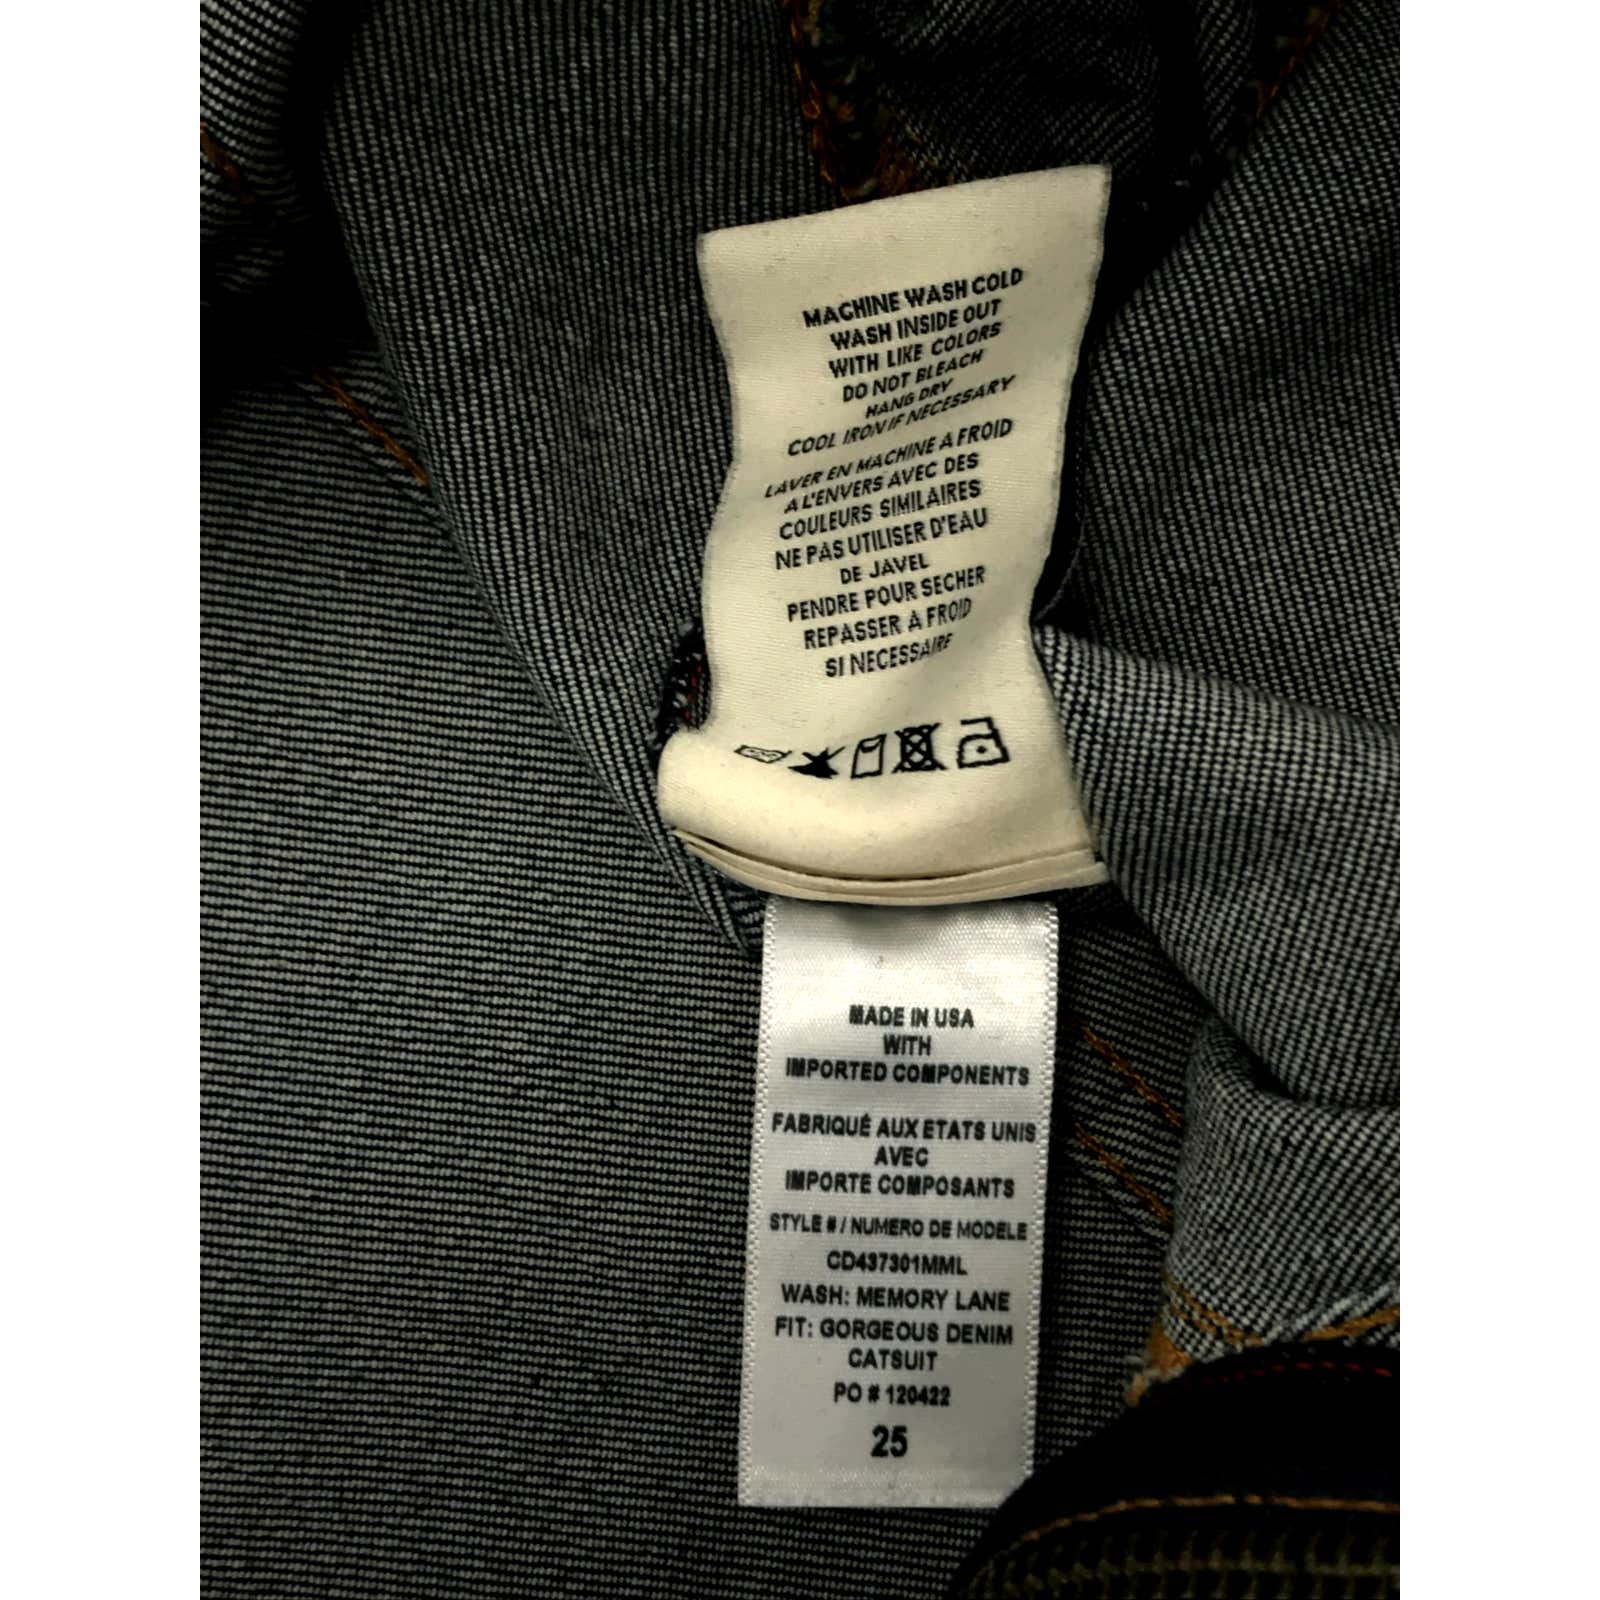 MACHINE WASH COLD
WASH INSIDE OUT
WITH LIKE COLORS
DO NOT BLEACH
HANG DRY
COOL IRON IF NECESSARY
LAVER EN MACHINE A FROID
A L'ENVERS AVEC DES
COULEURS SIMILAIRES
NE PAS UTILISER D'EAU
DE JAVEL
PENDRE POUR SECHER
REPASSER A FROID
SI NECESSAIRE
MADE IN USA
WITH
IMPORTED COMPONENTS
FABRIQUÉ AUX ETATS UNIS
AVEC
IMPORTE COMPOSANTS
STYLE # / NUMERO DE MODELE
CD437301MML
WASH: MEMORY LANE
FIT: GORGEOUS DENIM
CATSUIT
PO # 120422
25